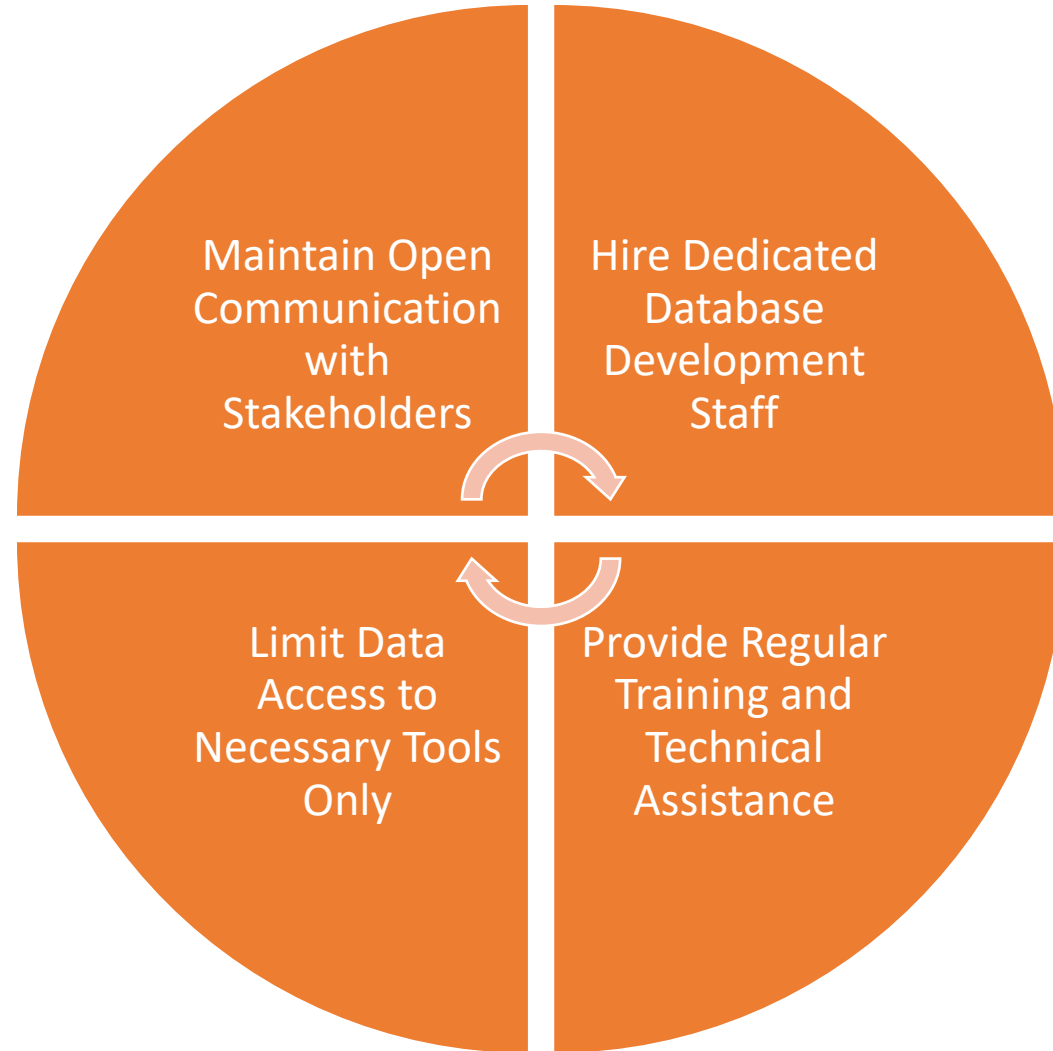 Maintain Open
Communication
with
Stakeholders
Hire Dedicated
Database
Development
Staff
Limit Data
Access to
Necessary Tools
Only
Provide Regular
Training and
Technical
Assistance